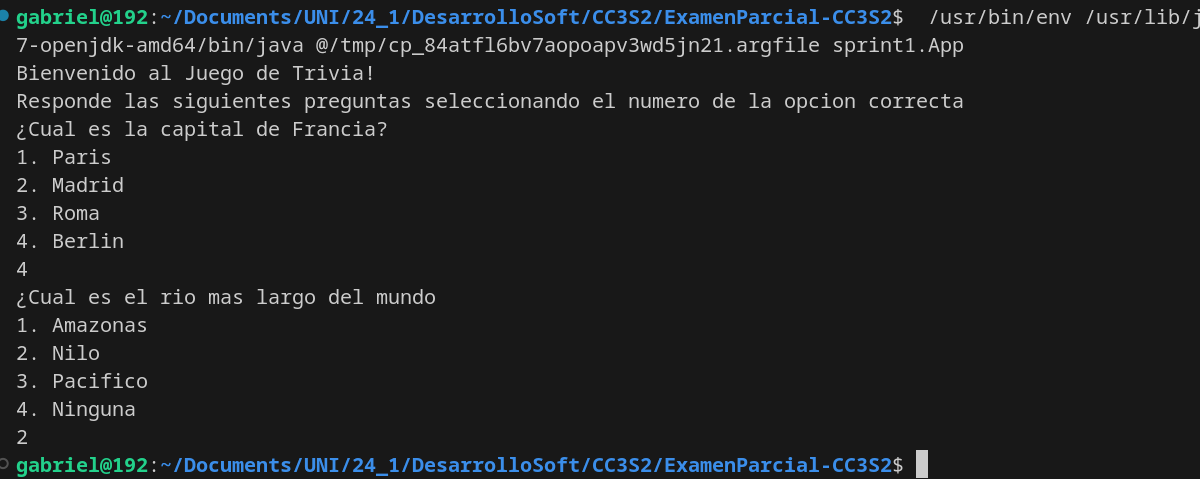 gabriel@192:~/Documents/UNI/24_1/DesarrolloSoft/CC3S2/ExamenParcial-CC3S2$  /usr/bin/env /usr/lib/j
7-openjdk-amd64/bin/java @/tmp/cp_84atfl6bv7aopoapv3wd5jn21.argfile sprint1.App
Bienvenido al Juego de Trivia!
Responde las siguientes preguntas seleccionando el numero de la opcion correcta
¿Cual es la capital de Francia?
1. Paris
2. Madrid
3. Roma
4. Berlin
4
¿Cual es el rio mas largo del mundo
1. Amazonas
2. Nilo
3. Pacifico
4. Ninguna
2
gabriel@192:~/Documents/UNI/24_1/DesarrolloSoft/CC3S2/ExamenParcial-CC3S2$